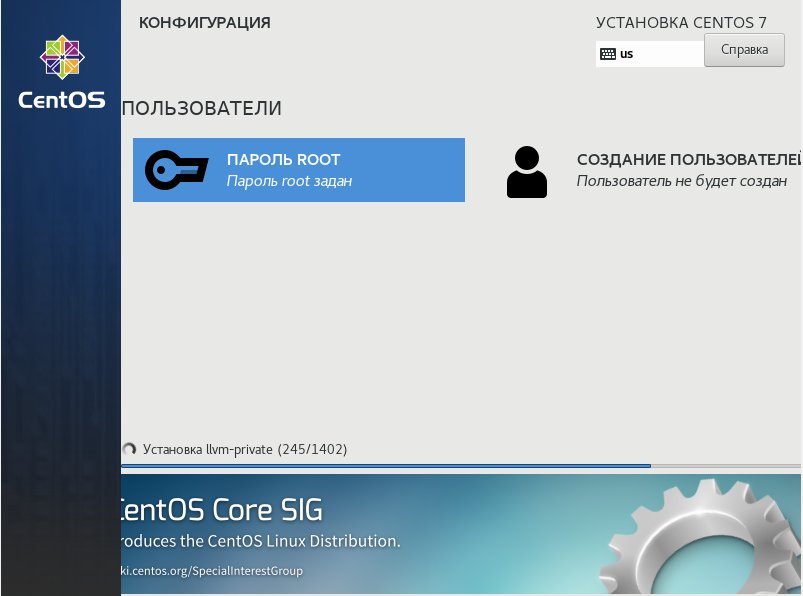 КОНФИГУРАЦИЯ
УСТАНОВКА CENTOS 7
us
Справка
CentOS
ПОЛЬЗОВАТЕЛИ
ПАРОЛЬ ROOT
Пароль root задан
СОЗДАНИЕ ПОЛЬЗОВАТЕЛЕЙ
Пользователь не будет создан
Установка llvm-private (245/1402)
CentOS Core SIG
roduces the CentOS Linux Distribution.
ki.centos.org/SpecialInterestGroup